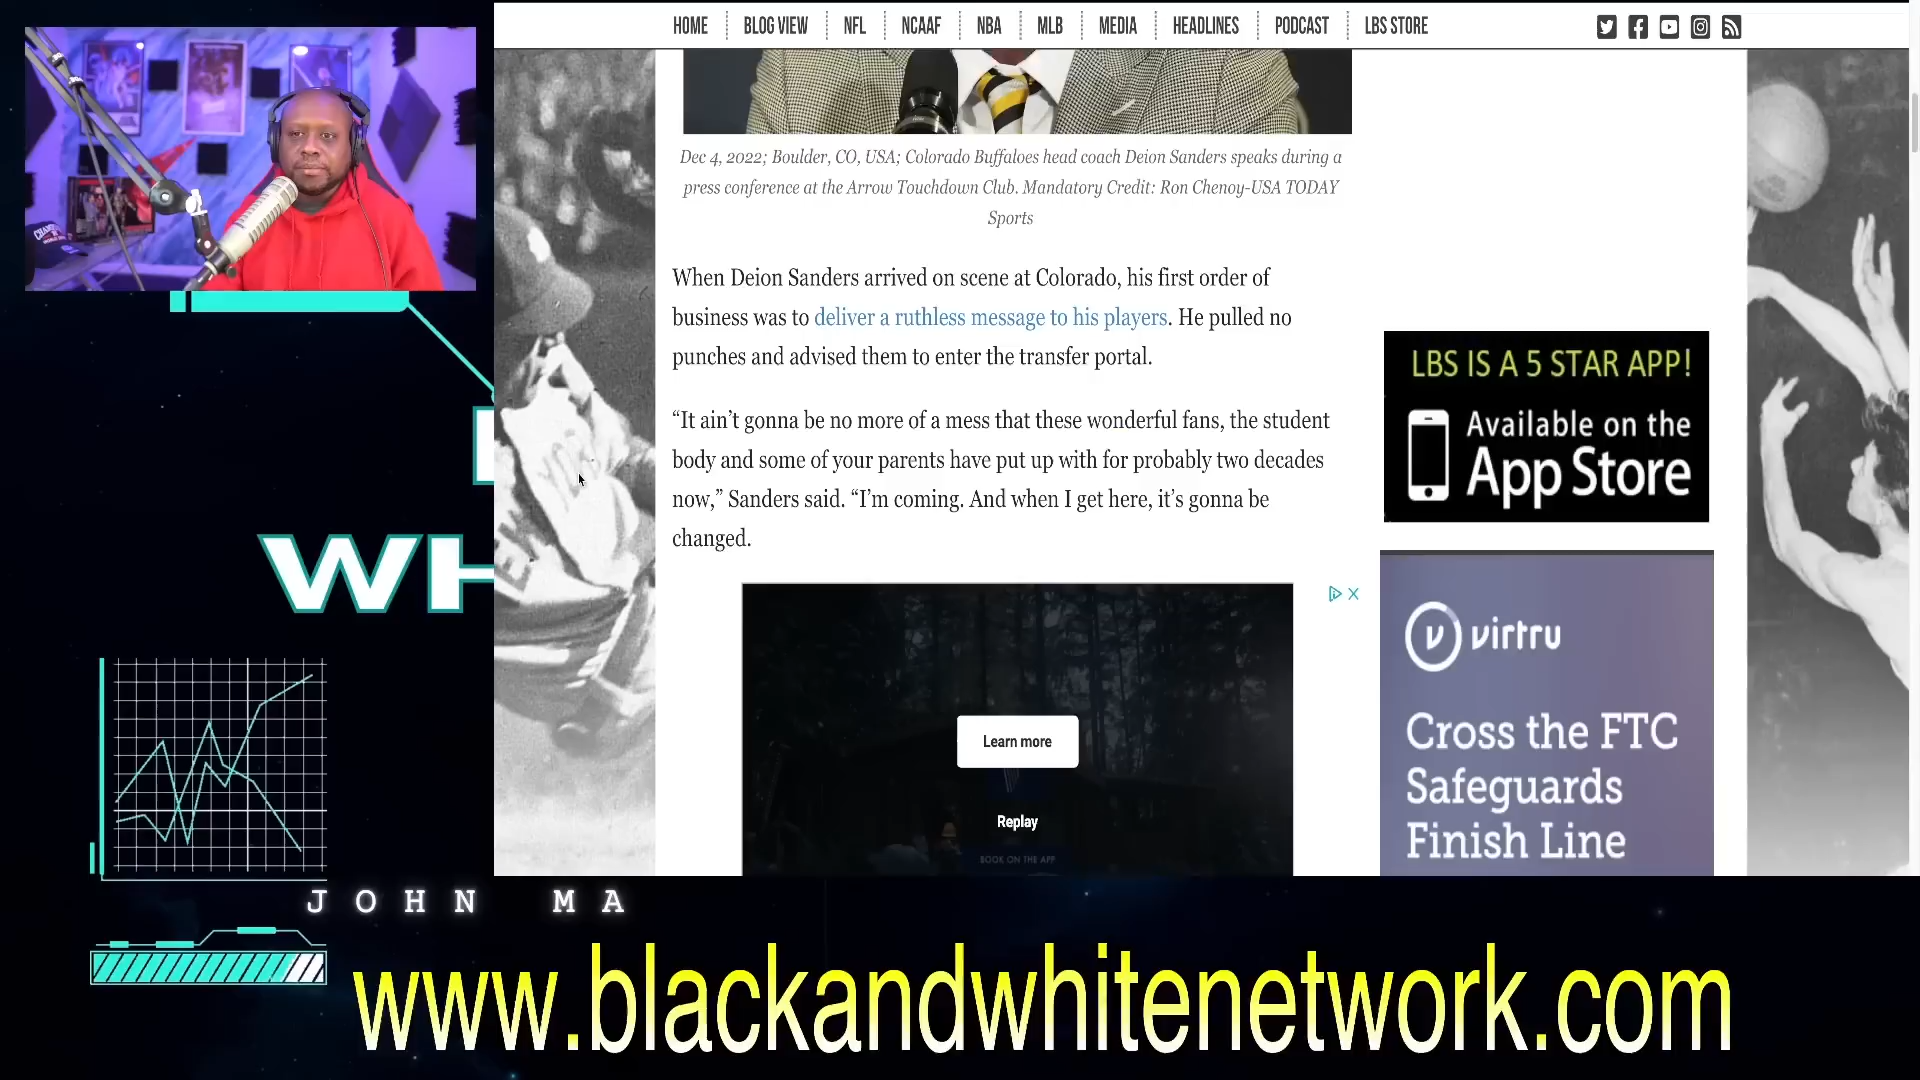 HOME
BLOG VIEW
NFL
NCAAF
NBA
MLB
MEDIA
HEADLINES
PODCAST
LBS STORE
Dec 4, 2022; Boulder, CO, USA; Colorado Buffaloes head coach Deion Sanders speaks during a
press conference at the Arrow Touchdown Club. Mandatory Credit: Ron Chenoy-USA TODAY
Sports
When Deion Sanders arrived on scene at Colorado, his first order of
business was to deliver a ruthless message to his players. He pulled no
punches and advised them to enter the transfer portal.
“It ain’t gonna be no more of a mess that these wonderful fans, the student
body and some of your parents have put up with for probably two decades
now,” Sanders said. “I’m coming. And when I get here, it’s gonna be
changed.
Learn more
Replay
BOOK ON THE APP
LBS IS A 5 STAR APP!
Available on the
App Store
virtru
Cross the FTC
Safeguards
Finish Line
WH
JOHN MA
www.blackandwhitenetwork.com